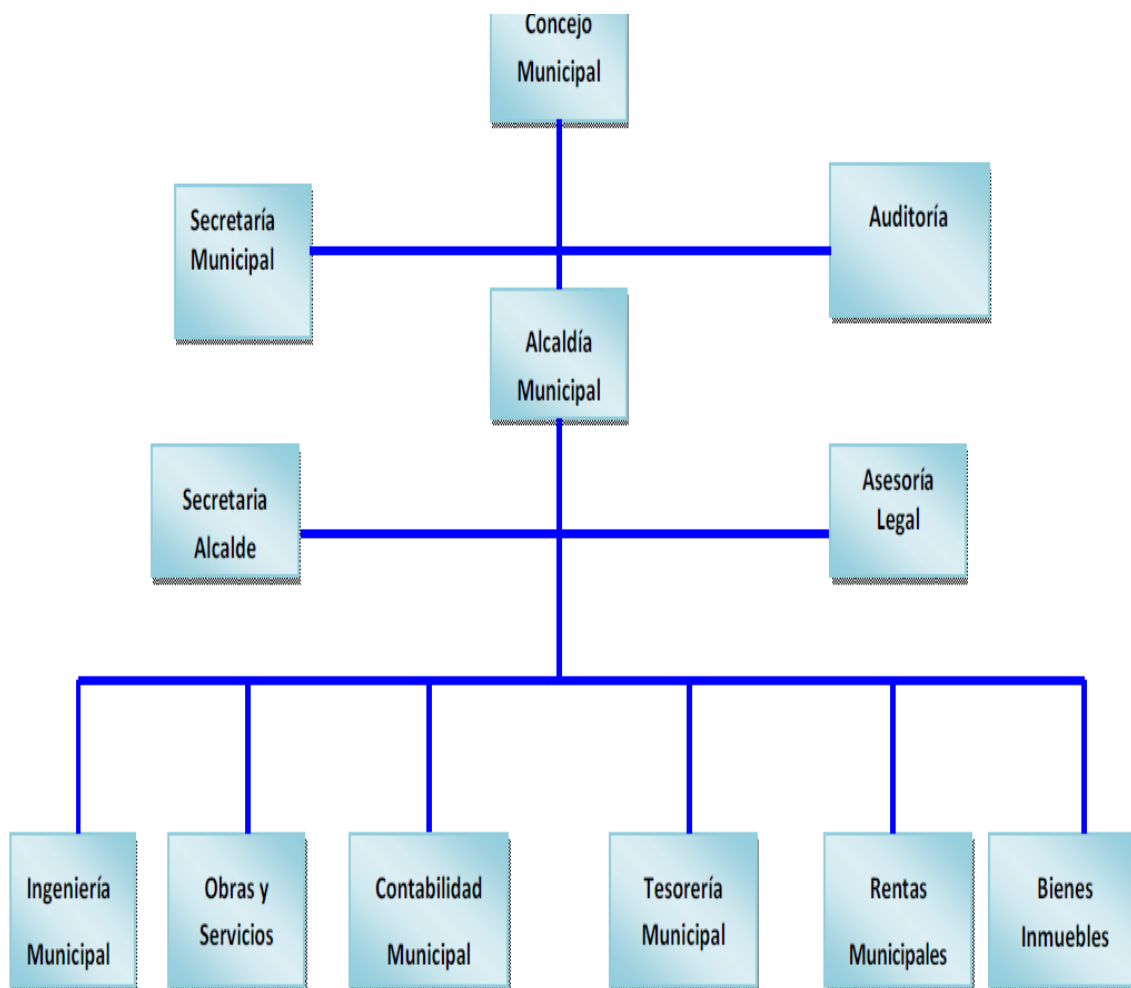 Concejo
Municipal
Secretaría
Municipal
Auditoría
Alcaldía
Municipal
Secretaria
Alcalde
Asesoría
Legal
Ingeniería
Municipal
Obras y
Servicios
Contabilidad
Municipal
Tesorería
Municipal
Rentas
Municipales
Bienes
Inmuebles